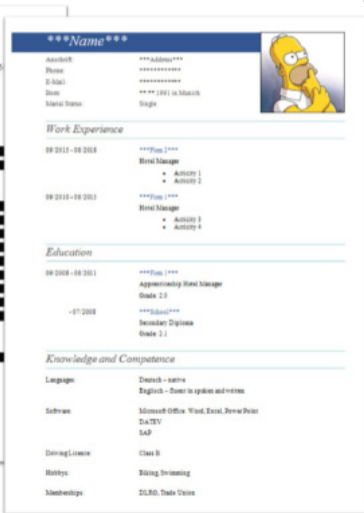 ***Name***
Anschrift: ***Address***
Phone: ************
E-Mail: ************
Born: **.** 1991 in Munich
Marial Status: Single
Work Experience
09/2015 - 08/2018 ***Firm 2***
Hotel Manager
Activity 1
Activity 2
09/2010 - 08/2015 ***Firm 1***
Hotel Manager
Activity 3
Activity 4
Education
09/2008 - 08/2011 ***Firm 1***
Apprenticeship Hotel Manager
Grade: 2.0
- 07/2008 ***School***
Secondary Diploma
Grade: 2.1
Knowledge and Competence
Languages Deutsch – native
Englisch – fluent in spoken and written
Software Microsoft Office: Word, Excel, Power Point
DATEV
SAP
Driving Licence Class B
Hobbys Biking, Swimming
Memberships DLRG, Trade Union